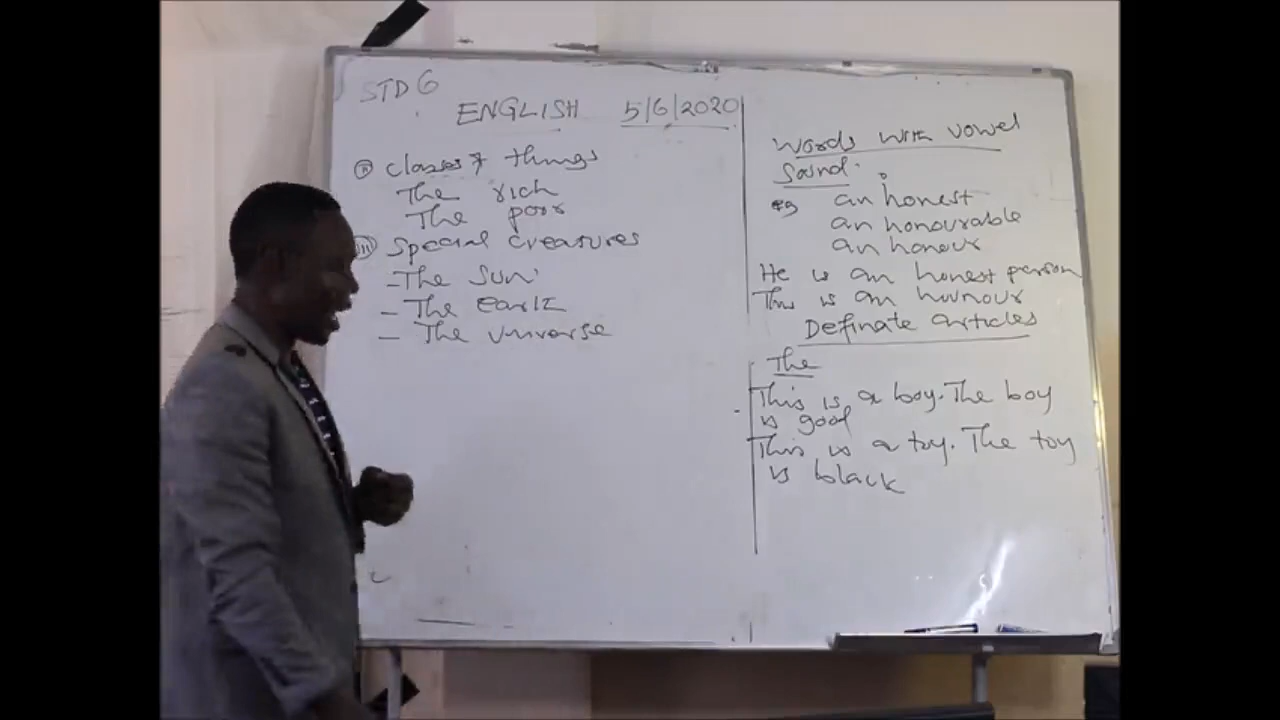 STD 6
ENGLISH 5/6/2020
(ii) Classes of things
The rich
The poor
(iii) Special creatures
- The Sun
- The Earth
- The Universe
Words with vowel
Sound.
eg an honest
an honourable
an honour
He is an honest person
This is an hounour
Definate articles
The
This is a boy. The boy
is good
This is a toy. The toy
is black